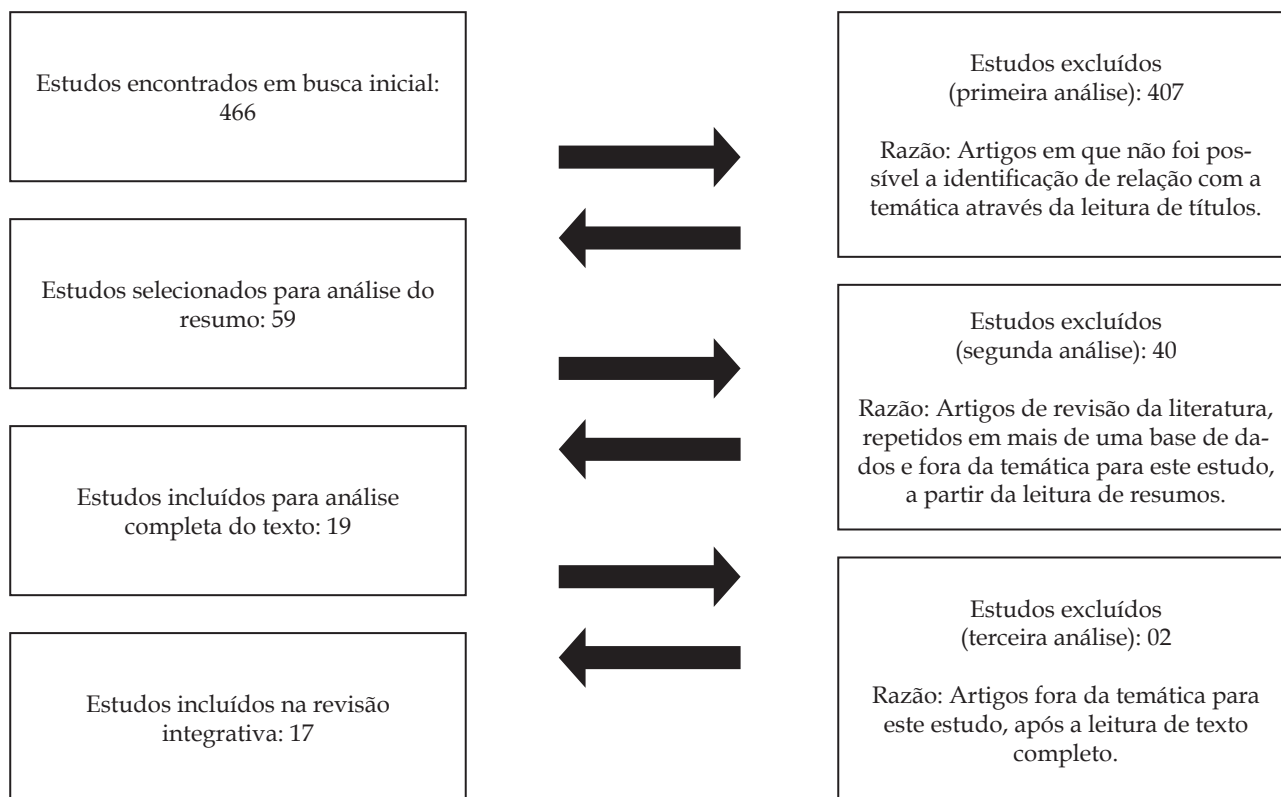 Estudos encontrados em busca inicial:
466
Estudos excluídos
(primeira análise): 407
Razão: Artigos em que não foi pos-
sível a identificação de relação com a
temática através da leitura de títulos.
Estudos selecionados para análise do
resumo: 59
Estudos excluídos
(segunda análise): 40
Razão: Artigos de revisão da literatura,
repetidos em mais de uma base de da-
dos e fora da temática para este estudo,
a partir da leitura de resumos.
Estudos incluídos para análise
completa do texto: 19
Estudos excluídos
(terceira análise): 02
Razão: Artigos fora da temática para
este estudo, após a leitura de texto
completo.
Estudos incluídos na revisão
integrativa: 17